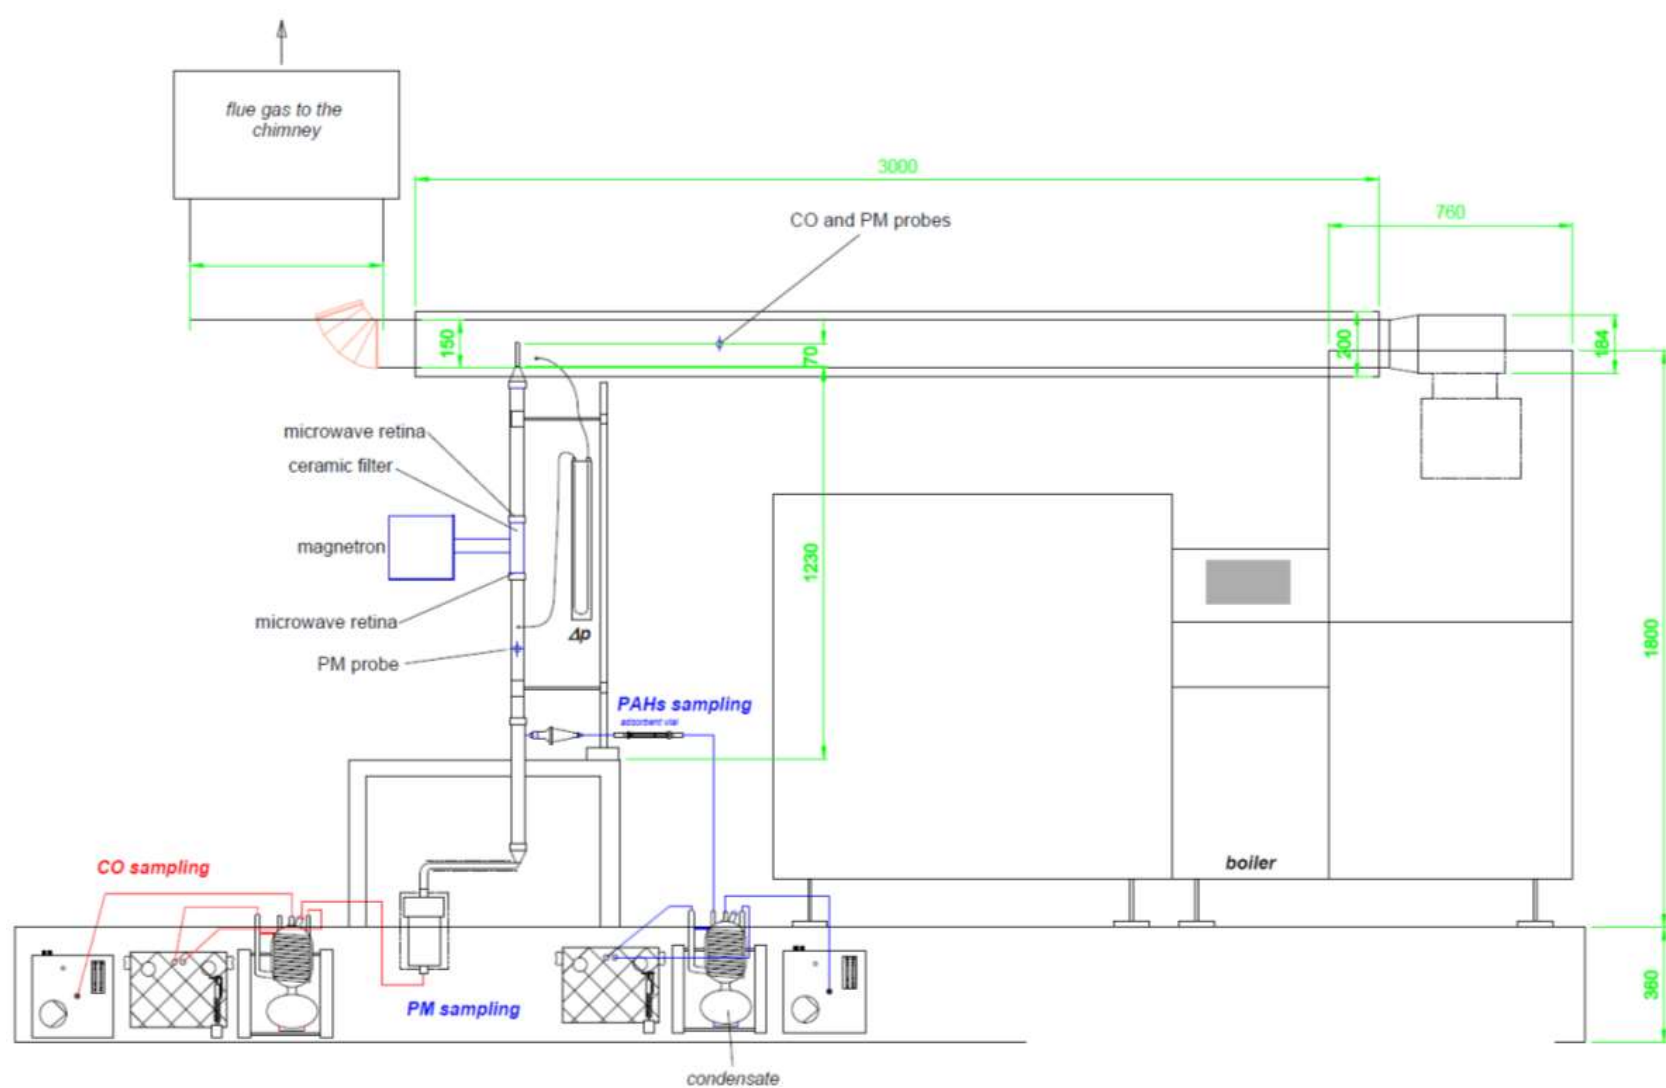 flue gas to the
chimney
3000
760
CO and PM probes
150
70
200
184
microwave retina
ceramic filter
magnetron
1230
microwave retina
Δp
PM probe
1800
PAHs sampling
adsorbent vial
CO sampling
boiler
PM sampling
360
condensate